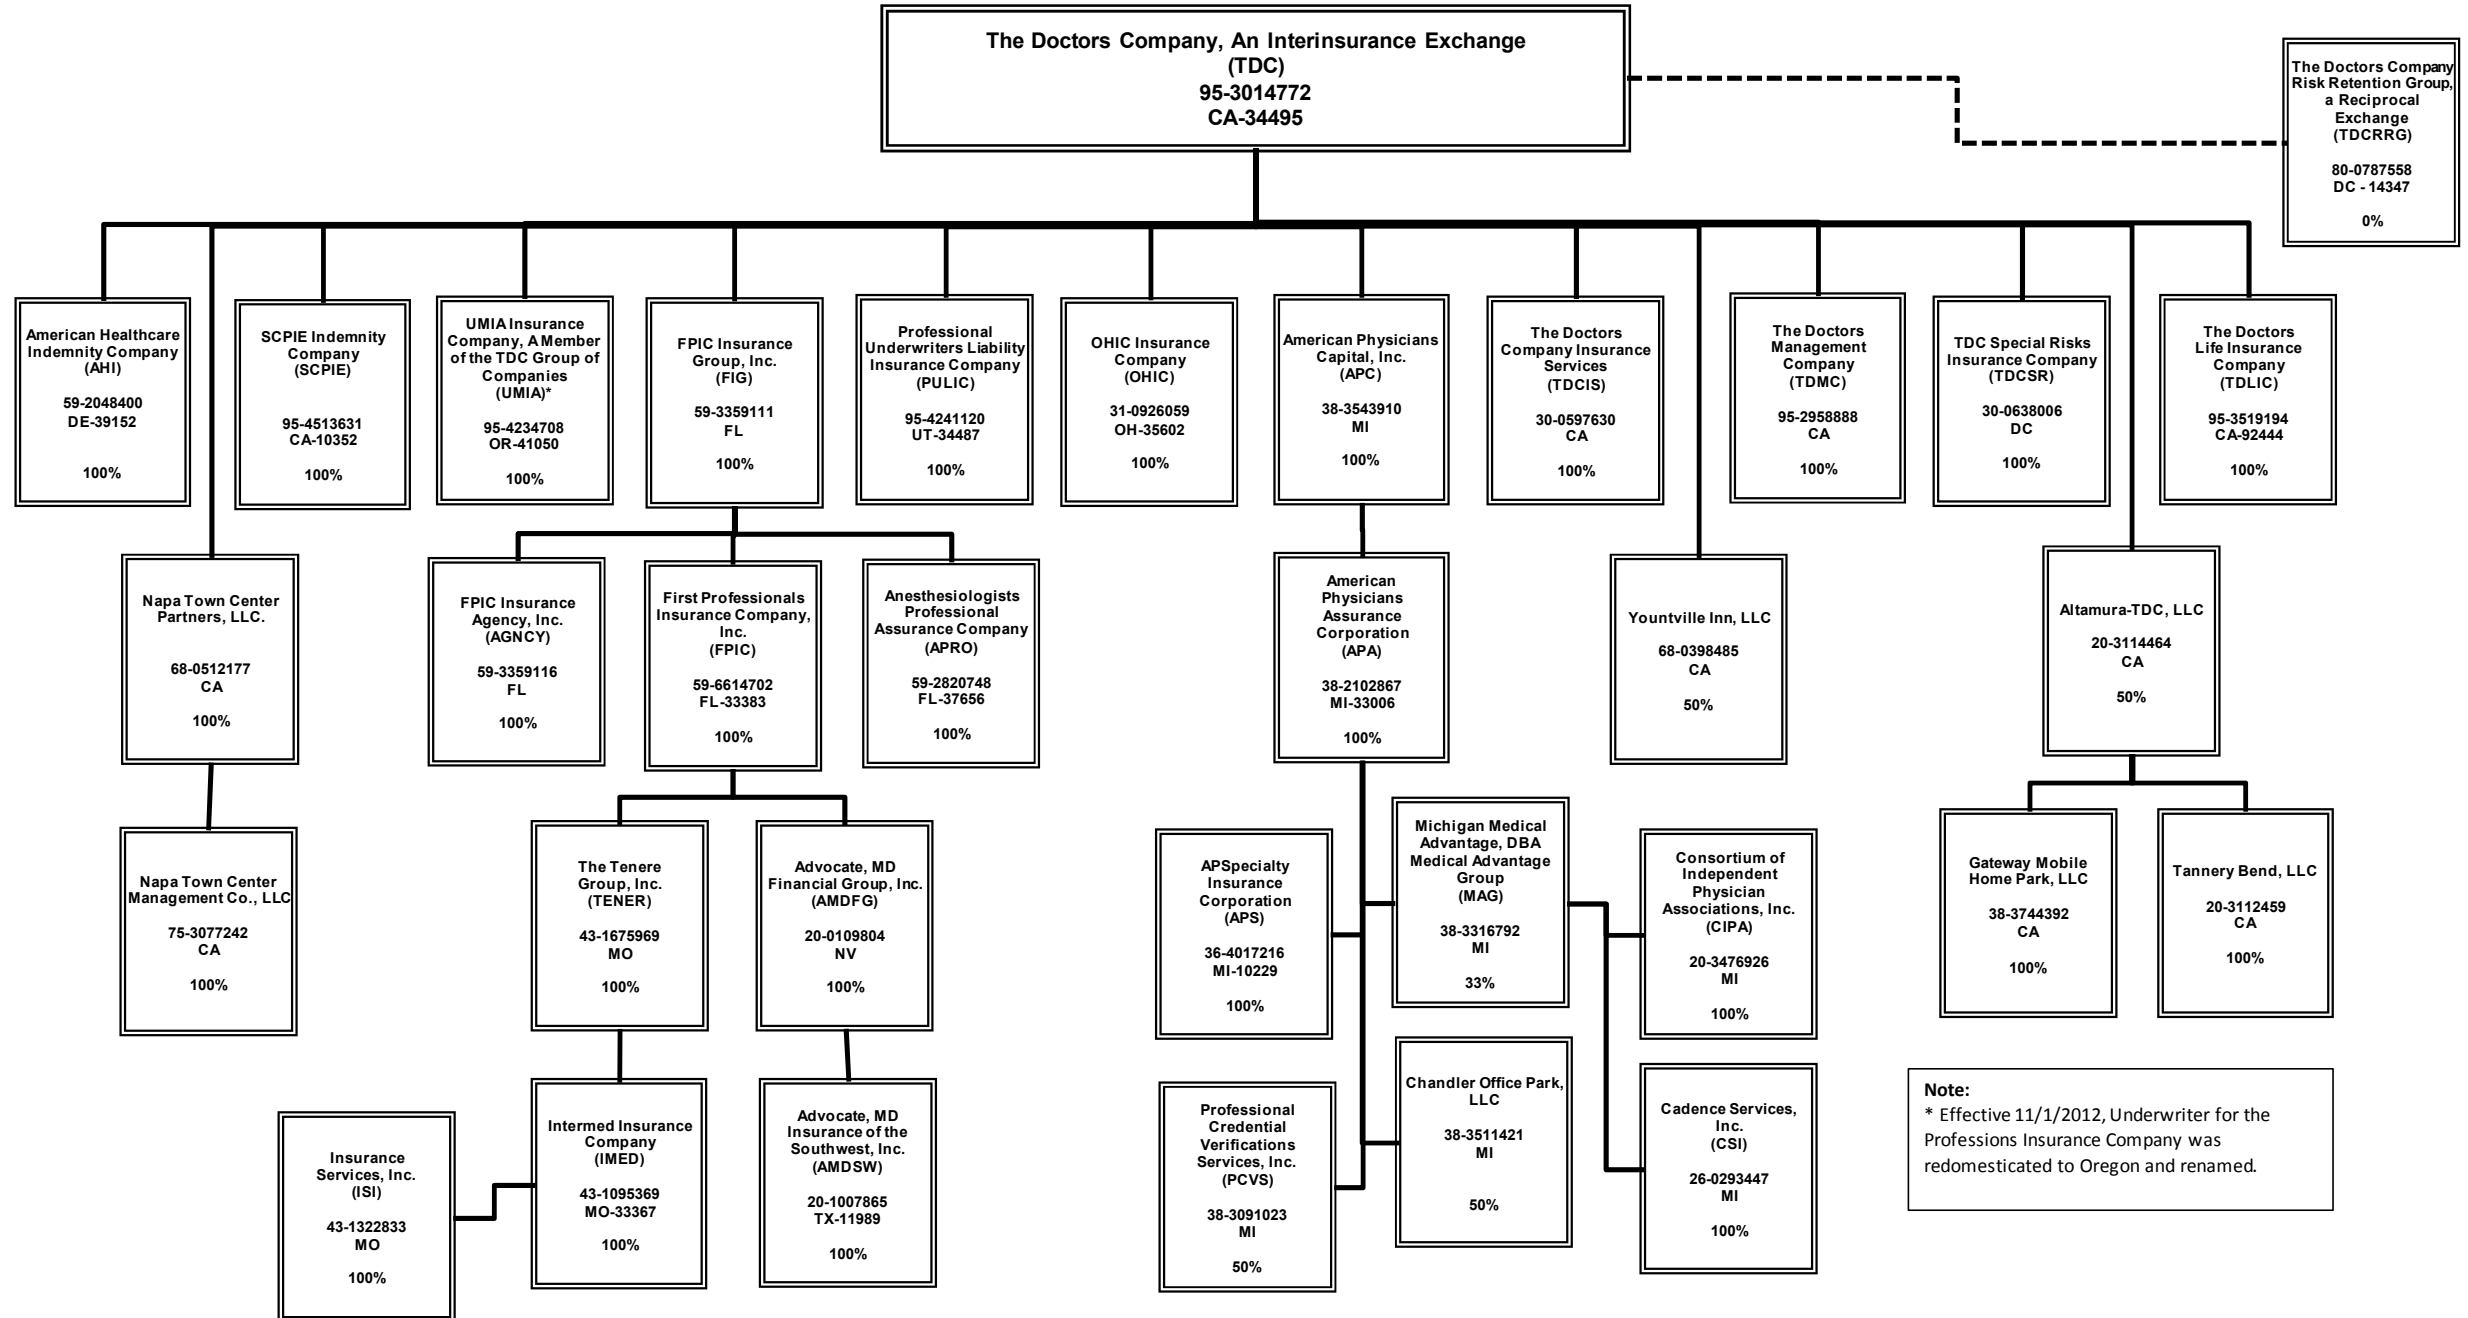 The Doctors Company, An Interinsurance Exchange
(TDC)
95-3014772
CA-34495
The Doctors Company
Risk Retention Group,
a Reciprocal
Exchange
(TDCRRG)
80-0787558
DC - 14347
0%
American Healthcare
Indemnity Company
(AHI)
59-2048400
DE-39152
100%
SCPIE Indemnity
Company
(SCPIE)
95-4513631
CA-10352
100%
UMIA Insurance
Company, A Member
of the TDC Group of
Companies
(UMIA)*
95-4234708
OR-41050
100%
FPIC Insurance
Group, Inc.
(FIG)
59-3359111
FL
100%
Professional
Underwriters Liability
Insurance Company
(PULIC)
95-4241120
UT-34487
100%
OHIC Insurance
Company
(OHIC)
31-0926059
OH-35602
100%
American Physicians
Capital, Inc.
(APC)
38-3543910
MI
100%
The Doctors
Company Insurance
Services
(TDCIS)
30-0597630
CA
100%
The Doctors
Management
Company
(TDMC)
95-2958888
CA
100%
TDC Special Risks
Insurance Company
(TDCSR)
30-0638006
DC
100%
The Doctors
Life Insurance
Company
(TDLIC)
95-3519194
CA-92444
100%
Napa Town Center
Partners, LLC.
68-0512177
CA
100%
FPIC Insurance
Agency, Inc.
(AGNCY)
59-3359116
FL
100%
First Professionals
Insurance Company,
Inc.
(FPIC)
59-6614702
FL-33383
100%
Anesthesiologists
Professional
Assurance Company
(APRO)
59-2820748
FL-37656
100%
American
Physicians
Assurance
Corporation
(APA)
38-2102867
MI-33006
100%
Yountville Inn, LLC
68-0398485
CA
50%
Altamura-TDC, LLC
20-3114464
CA
50%
Napa Town Center
Management Co., LLC
75-3077242
CA
100%
The Tenere
Group, Inc.
(TENER)
43-1675969
MO
100%
Advocate, MD
Financial Group, Inc.
(AMDFG)
20-0109804
NV
100%
APSpecialty
Insurance
Corporation
(APS)
36-4017216
MI-10229
100%
Michigan Medical
Advantage, DBA
Medical Advantage
Group
(MAG)
38-3316792
MI
33%
Consortium of
Independent
Physician
Associations, Inc.
(CIPA)
20-3476926
MI
100%
Gateway Mobile
Home Park, LLC
38-3744392
CA
100%
Tannery Bend, LLC
20-3112459
CA
100%
Insurance
Services, Inc.
(ISI)
43-1322833
MO
100%
Intermed Insurance
Company
(IMED)
43-1095369
MO-33367
100%
Advocate, MD
Insurance of the
Southwest, Inc.
(AMDSW)
20-1007865
TX-11989
100%
Professional
Credential
Verifications
Services, Inc.
(PCVS)
38-3091023
MI
50%
Chandler Office Park,
LLC
38-3511421
MI
50%
Cadence Services,
Inc.
(CSI)
26-0293447
MI
100%
Note:
* Effective 11/1/2012, Underwriter for the
Professions Insurance Company was
redomesticated to Oregon and renamed.